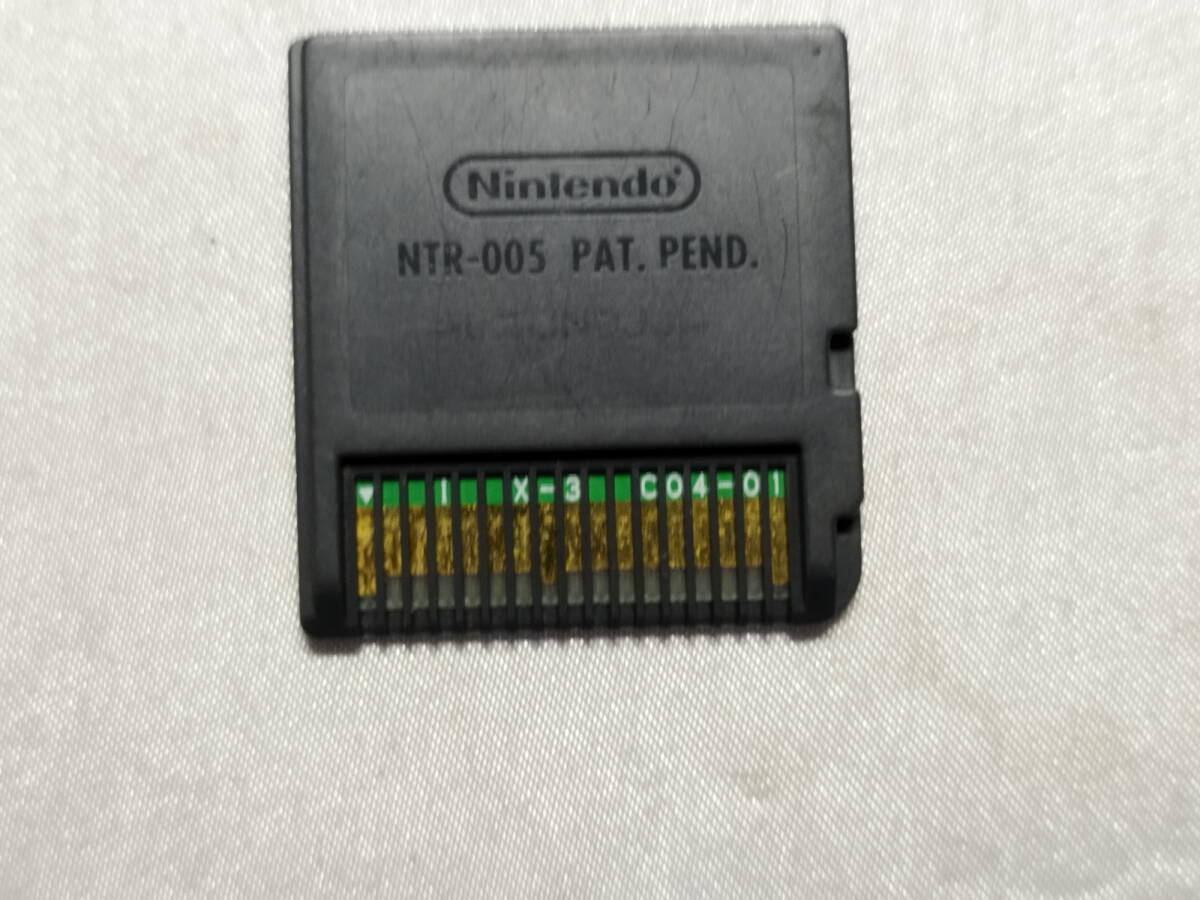 Nintendo
NTR-005 PAT. PEND.
▼ I X-3 C04-01